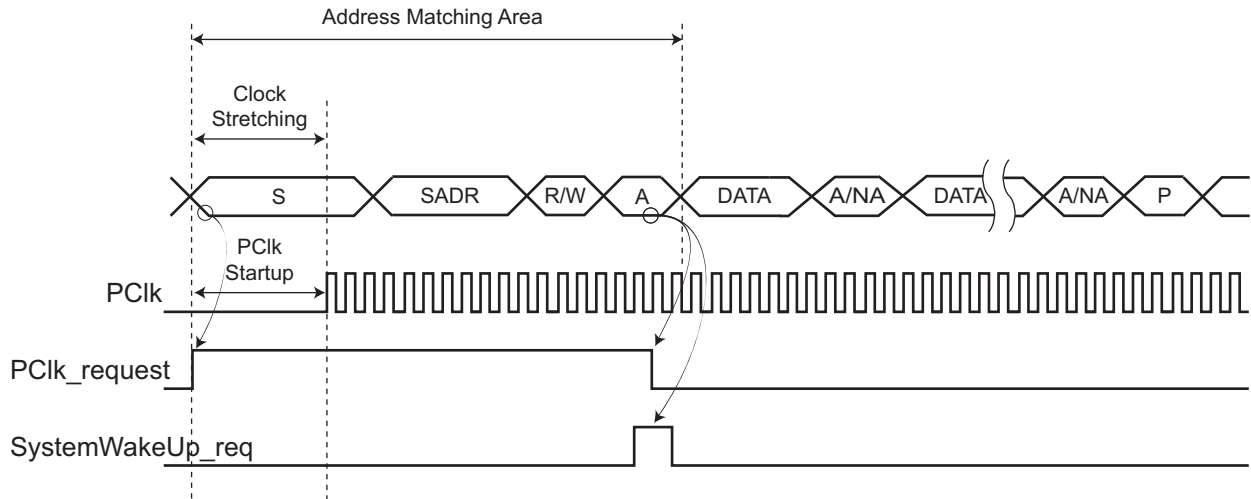 Address Matching Area
Clock
Stretching
S SADR R/W A DATA A/NA DATA A/NA P
PClk
Startup
PClk
PClk_request
SystemWakeUp_req